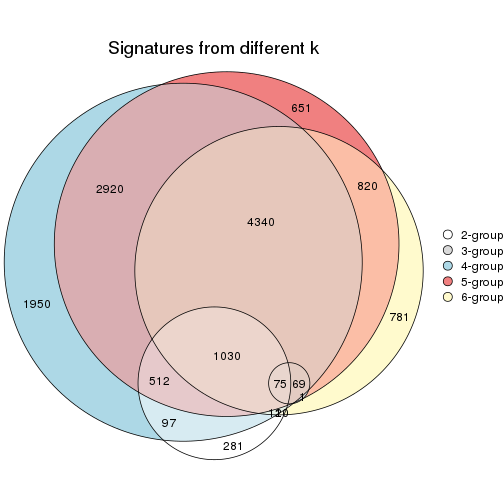 Signatures from different k
651
820
2920
4340
2-group
3-group
4-group
5-group
6-group
1950
781
1030
512
75
69
1
97
281